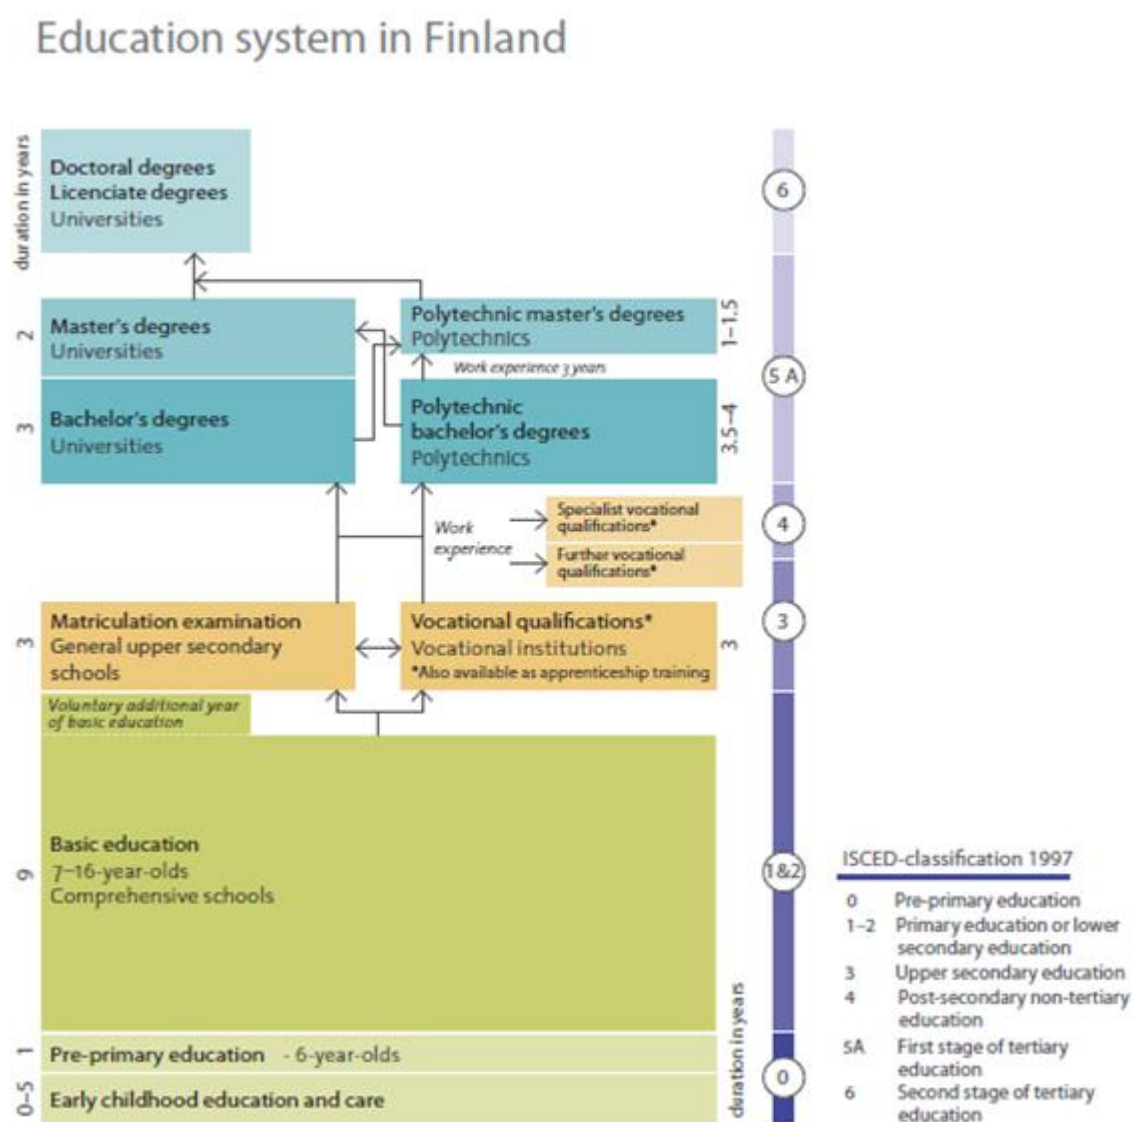 Education system in Finland
duration in years
Doctoral degrees
Licenciate degrees
Universities
6
2
Master's degrees
Universities
Polytechnic master's degrees
Polytechnics
1–1.5
Work experience 3 years
5 A
3
Bachelor's degrees
Universities
Polytechnic
bachelor's degrees
Polytechnics
3.5–4
Work
experience
Specialist vocational
qualifications*
Further vocational
qualifications*
4
3
Matriculation examination
General upper secondary
schools
Vocational qualifications*
Vocational institutions
*Also available as apprenticeship training
3
3
Voluntary additional year
of basic education
9
Basic education
7–16-year-olds
Comprehensive schools
1&2
1
Pre-primary education - 6-year-olds
0–5
Early childhood education and care
duration in years
0
ISCED-classification 1997
0 Pre-primary education
1–2 Primary education or lower
secondary education
3 Upper secondary education
4 Post-secondary non-tertiary
education
5A First stage of tertiary
education
6 Second stage of tertiary
education